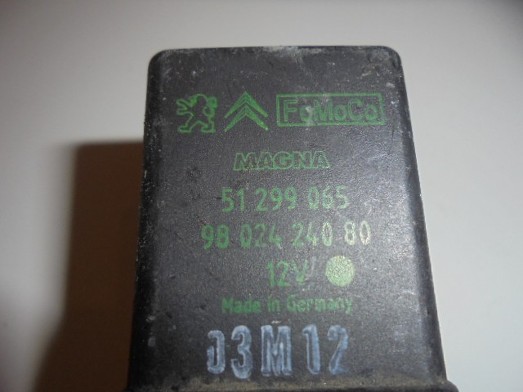 FoMoCo
MAGNA
51 299 065
98 024 240 80
12V
Made in Germany
03M12